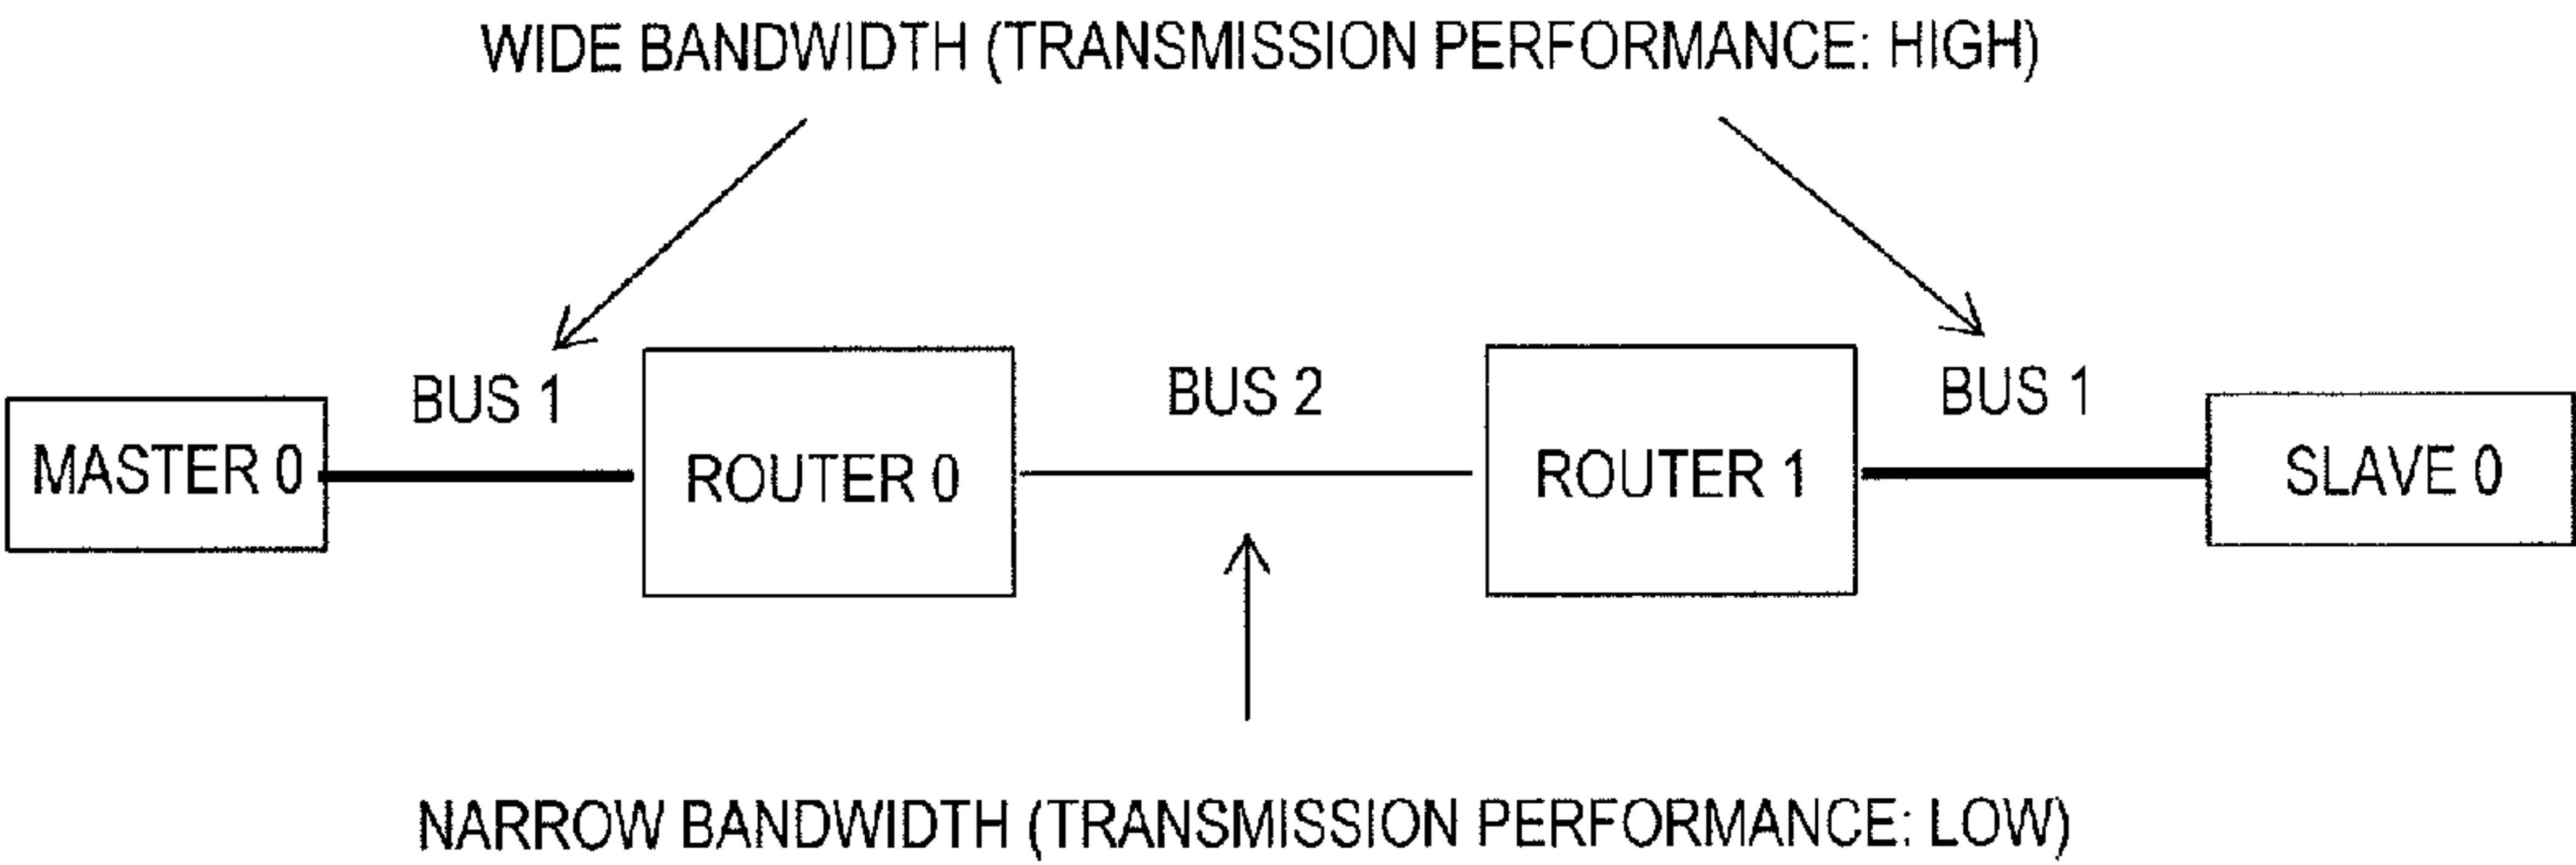 WIDE BANDWIDTH (TRANSMISSION PERFORMANCE: HIGH)
BUS 1
BUS 2
BUS 1
MASTER 0
ROUTER 0
ROUTER 1
SLAVE 0
NARROW BANDWIDTH (TRANSMISSION PERFORMANCE: LOW)